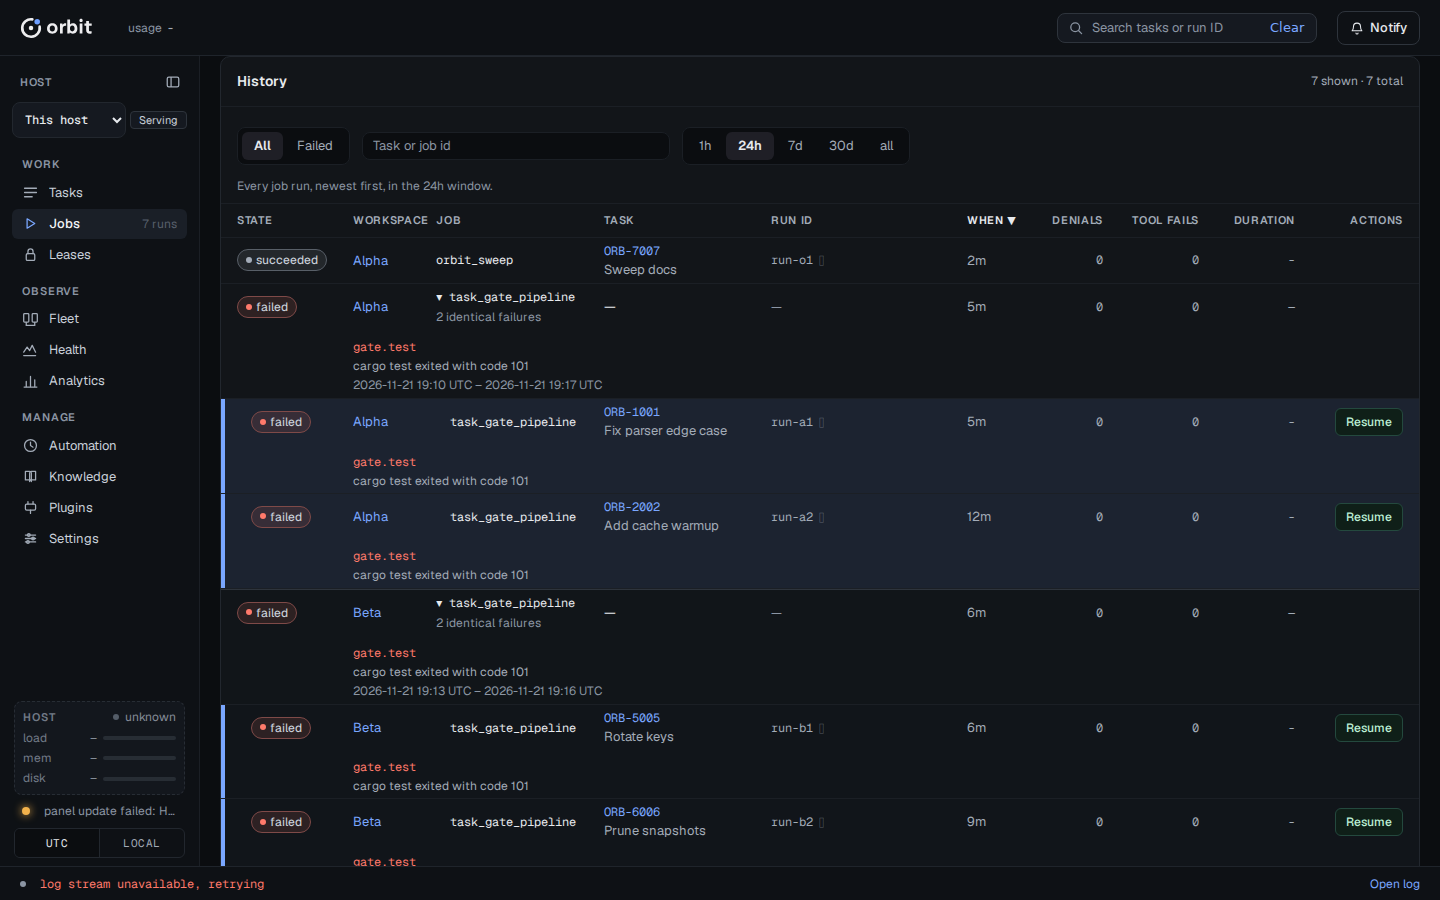 orbit
usage -
Search tasks or run ID
Clear
Notify
HOST
This host
Serving
WORK
Tasks
Jobs
7 runs
Leases
OBSERVE
Fleet
Health
Analytics
MANAGE
Automation
Knowledge
Plugins
Settings
HOST
unknown
load –
mem –
disk –
panel update failed: H…
UTC
LOCAL
History
7 shown · 7 total
All
Failed
Task or job id
1h
24h
7d
30d
all
Every job run, newest first, in the 24h window.
STATE WORKSPACE JOB TASK RUN ID WHEN ▼ DENIALS TOOL FAILS DURATION ACTIONS
succeeded Alpha orbit_sweep ORB-7007 run-o1 2m 0 0 –
Sweep docs
failed Alpha ▾ task_gate_pipeline — — 5m 0 0 –
2 identical failures
gate.test
cargo test exited with code 101
2026-11-21 19:10 UTC – 2026-11-21 19:17 UTC
failed Alpha task_gate_pipeline ORB-1001 run-a1 5m 0 0 – Resume
Fix parser edge case
gate.test
cargo test exited with code 101
failed Alpha task_gate_pipeline ORB-2002 run-a2 12m 0 0 – Resume
Add cache warmup
gate.test
cargo test exited with code 101
failed Beta ▾ task_gate_pipeline — — 6m 0 0 –
2 identical failures
gate.test
cargo test exited with code 101
2026-11-21 19:13 UTC – 2026-11-21 19:16 UTC
failed Beta task_gate_pipeline ORB-5005 run-b1 6m 0 0 – Resume
Rotate keys
gate.test
cargo test exited with code 101
failed Beta task_gate_pipeline ORB-6006 run-b2 9m 0 0 – Resume
Prune snapshots
gate.test
log stream unavailable, retrying
Open log